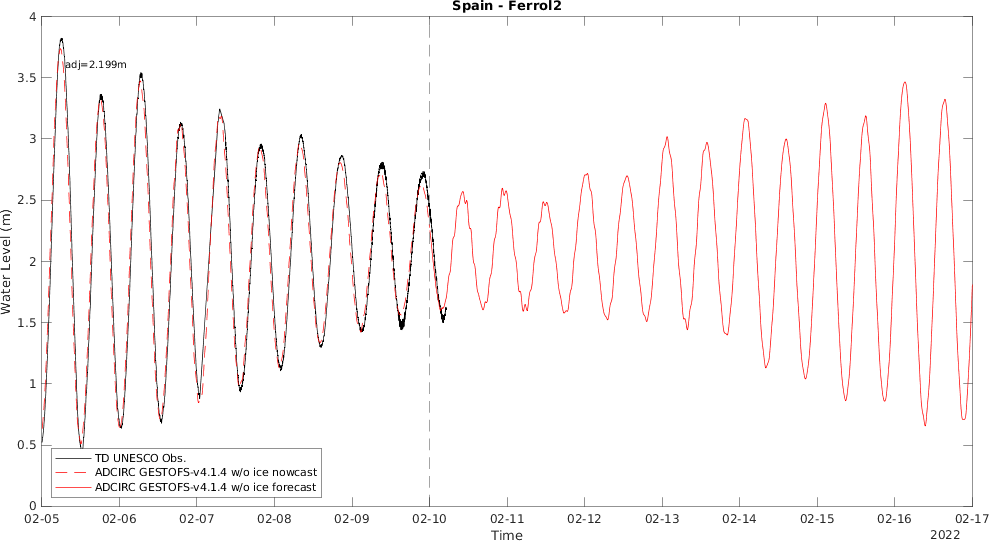 Spain - Ferrol2
4
3.5
3
2.5
2
1.5
1
0.5
0
Water Level (m)
adj=2.199m
TD UNESCO Obs.
ADCIRC GESTOFS-v4.1.4 w/o ice nowcast
ADCIRC GESTOFS-v4.1.4 w/o ice forecast
02-05 02-06 02-07 02-08 02-09 02-10 02-11 02-12 02-13 02-14 02-15 02-16 02-17
Time
2022